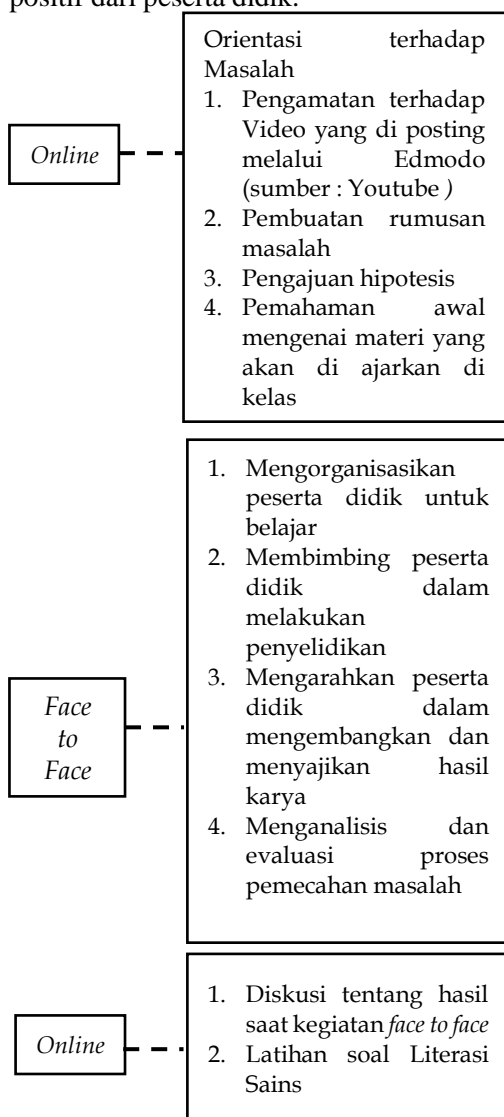 positif dari peserta didik.
Orientasi terhadap
Masalah
1. Pengamatan terhadap
Video yang di posting
melalui Edmodo
(sumber : Youtube )
2. Pembuatan rumusan
masalah
3. Pengajuan hipotesis
4. Pemahaman awal
mengenai materi yang
akan di ajarkan di
kelas
Online
1. Mengorganisasikan
peserta didik untuk
belajar
2. Membimbing peserta
didik dalam
melakukan
penyelidikan
3. Mengarahkan peserta
didik dalam
mengembangkan dan
menyajikan hasil
karya
4. Menganalisis dan
evaluasi proses
pemecahan masalah
Face
to
Face
1. Diskusi tentang hasil
saat kegiatan face to face
2. Latihan soal Literasi
Sains
Online